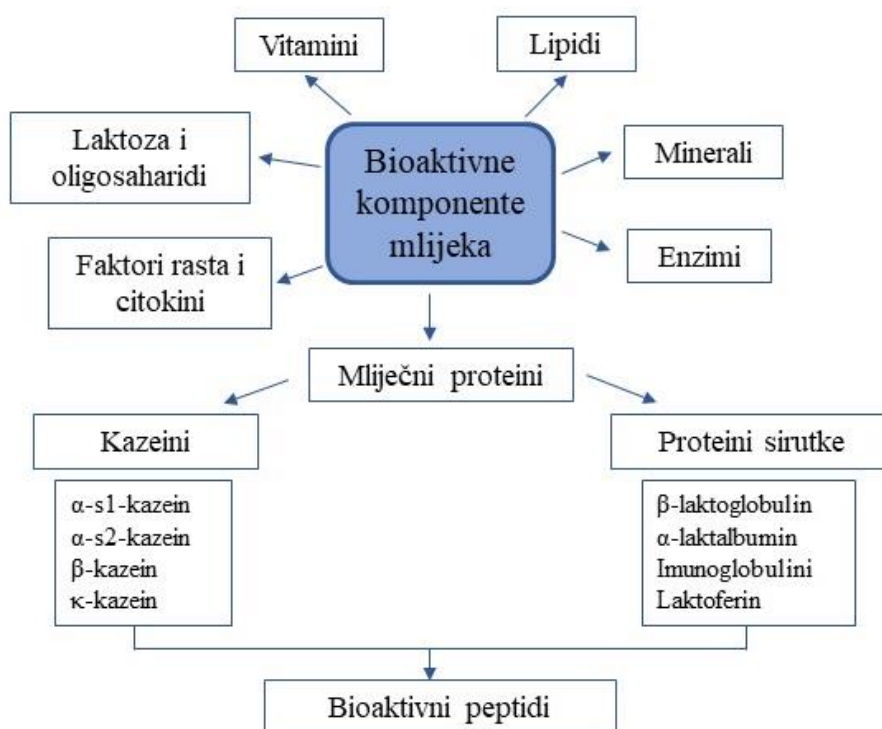 Vitamini
Lipidi
Laktoza i
oligosaharidi
Bioaktivne
komponente
mlijeka
Minerali
Faktori rasta i
citokini
Enzimi
Mliječni proteini
Kazeini
Proteini sirutke
α-s1-kazein
α-s2-kazein
β-kazein
κ-kazein
β-laktoglobulin
α-laktalbumin
Imunoglobulini
Laktoferin
Bioaktivni peptidi